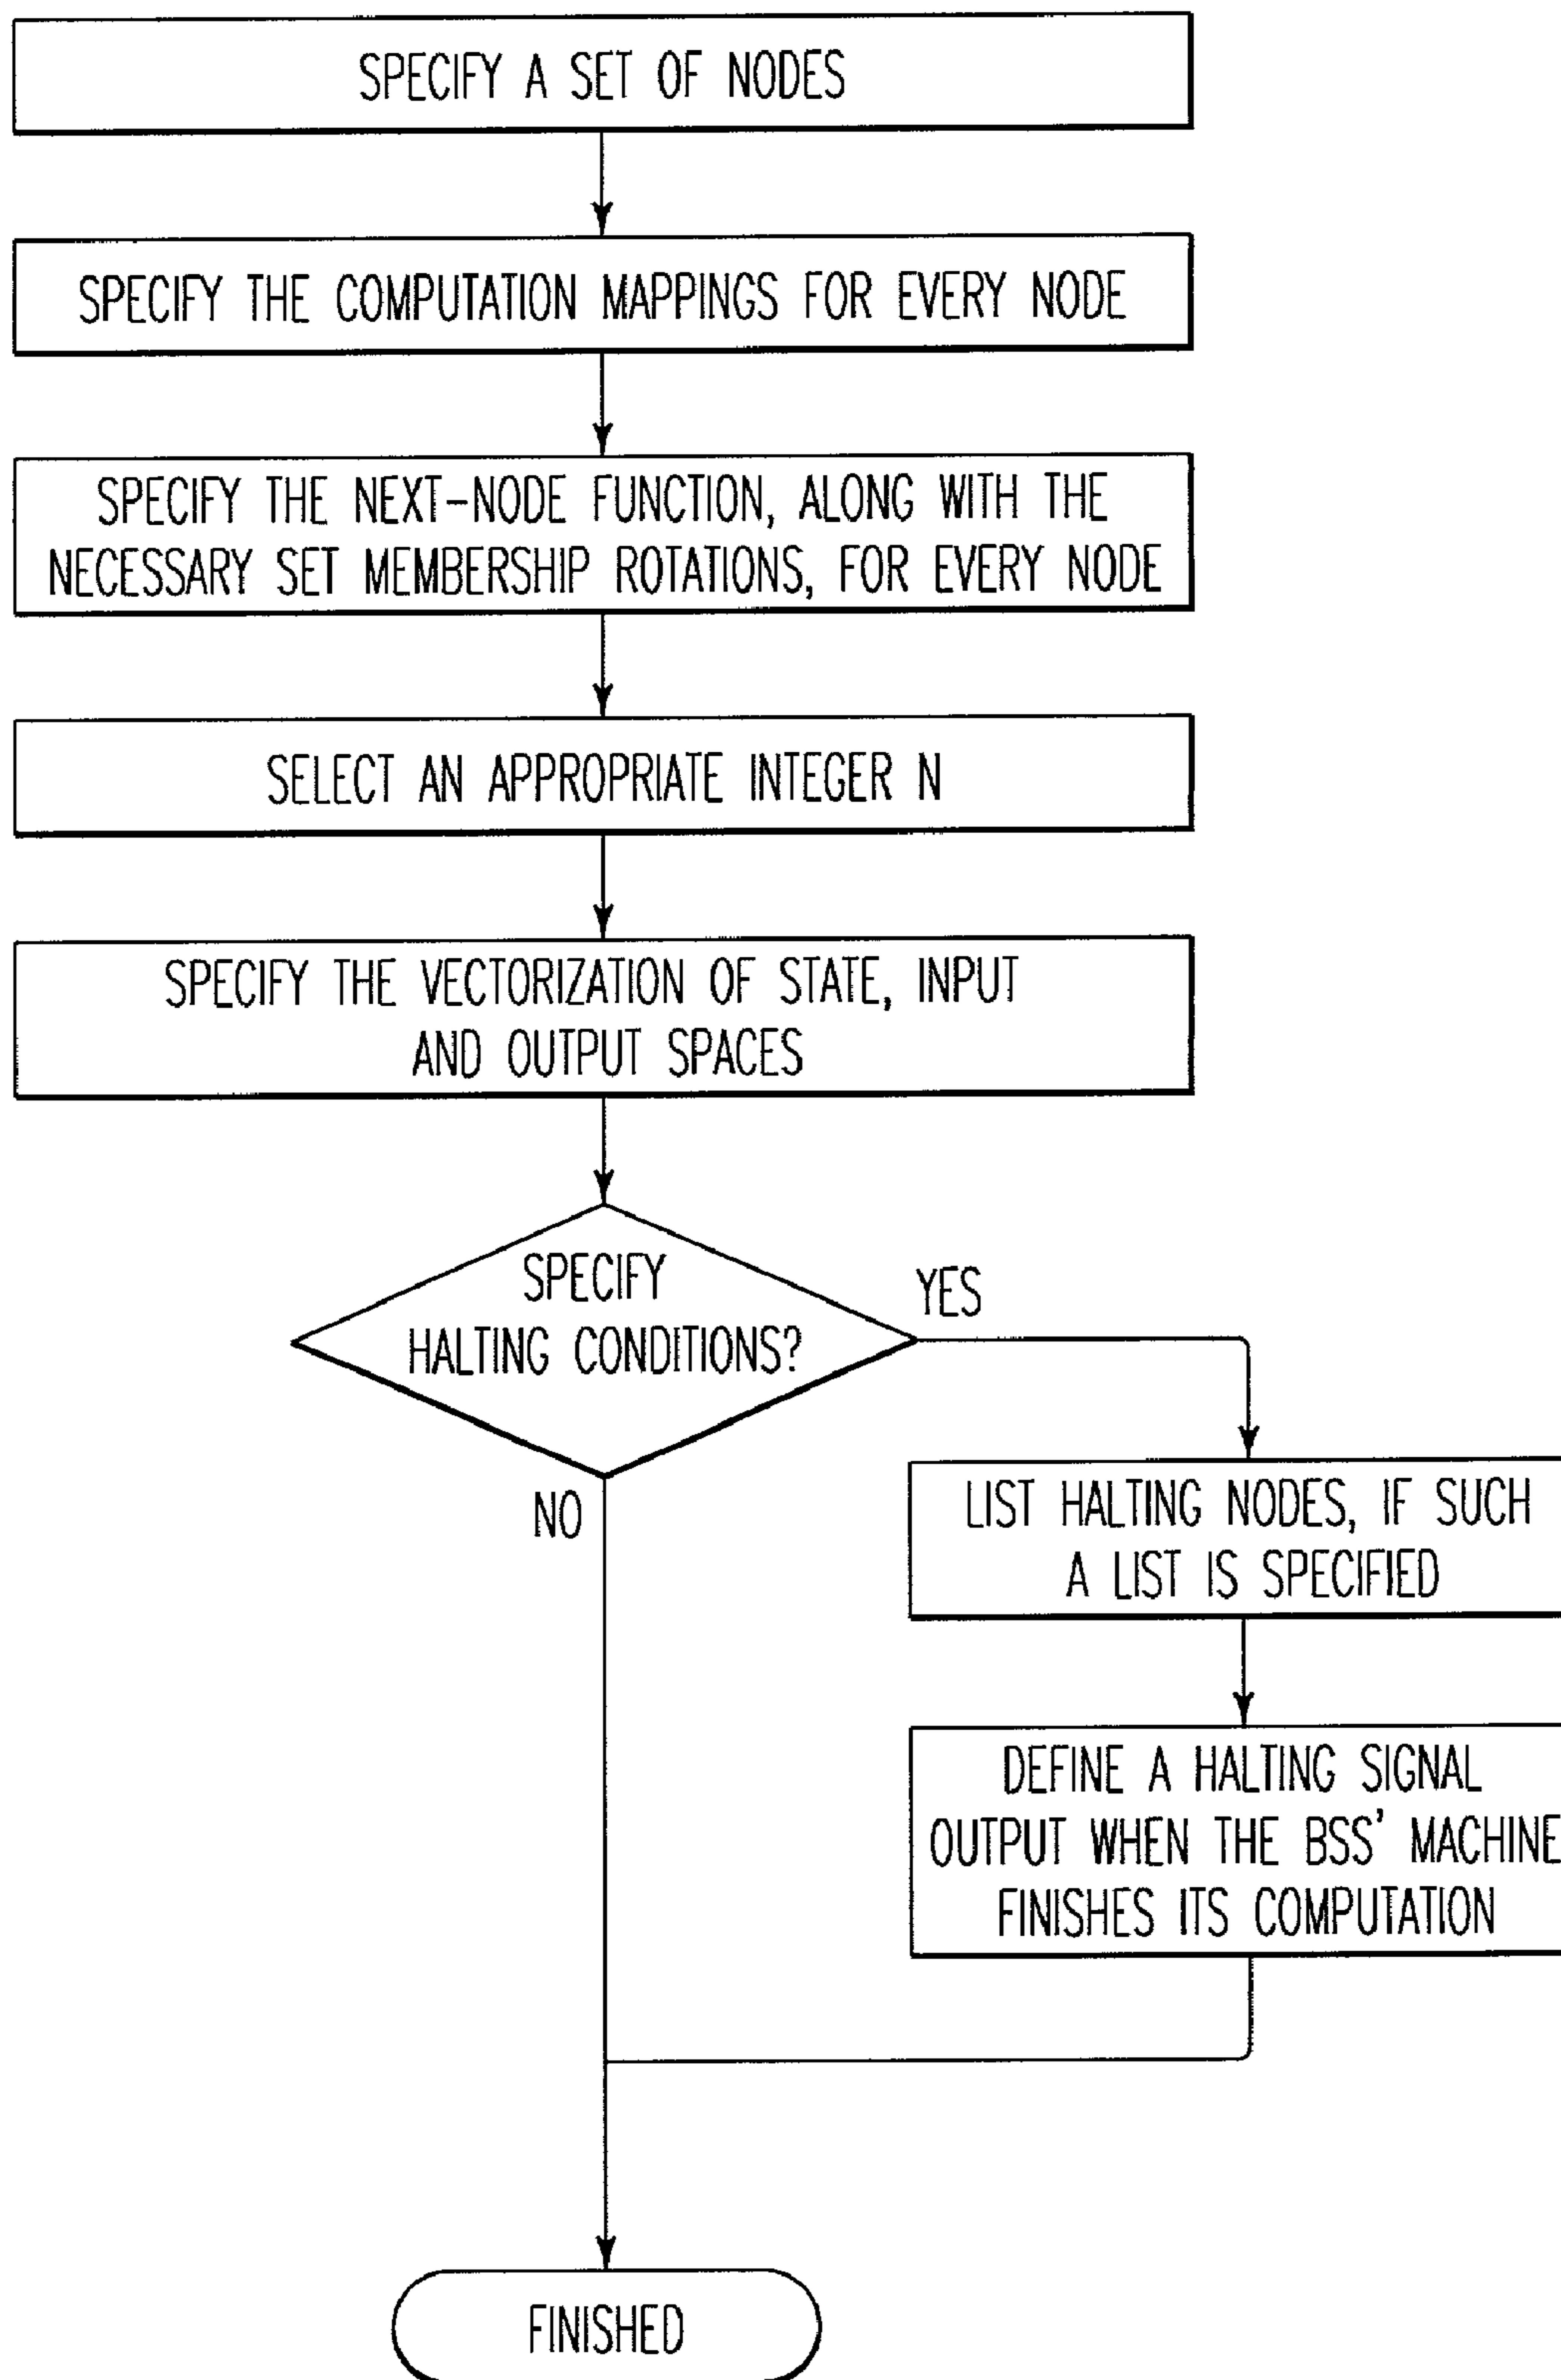 SPECIFY A SET OF NODES
SPECIFY THE COMPUTATION MAPPINGS FOR EVERY NODE
SPECIFY THE NEXT-NODE FUNCTION, ALONG WITH THE
NECESSARY SET MEMBERSHIP ROTATIONS, FOR EVERY NODE
SELECT AN APPROPRIATE INTEGER N
SPECIFY THE VECTORIZATION OF STATE, INPUT
AND OUTPUT SPACES
SPECIFY
HALTING CONDITIONS?
YES
NO
LIST HALTING NODES, IF SUCH
A LIST IS SPECIFIED
DEFINE A HALTING SIGNAL
OUTPUT WHEN THE BSS' MACHINE
FINISHES ITS COMPUTATION
FINISHED